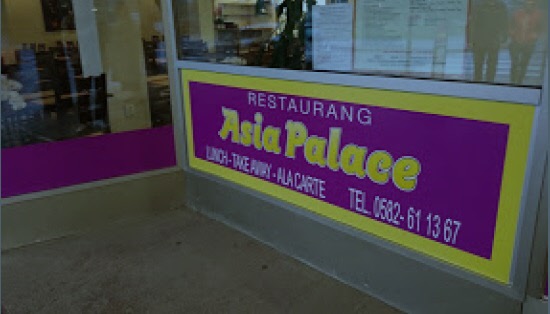 RESTAURANG
Asia Palace
LUNCH - TAKE AWAY - ALA CARTE
TEL. 0582- 61 13 67